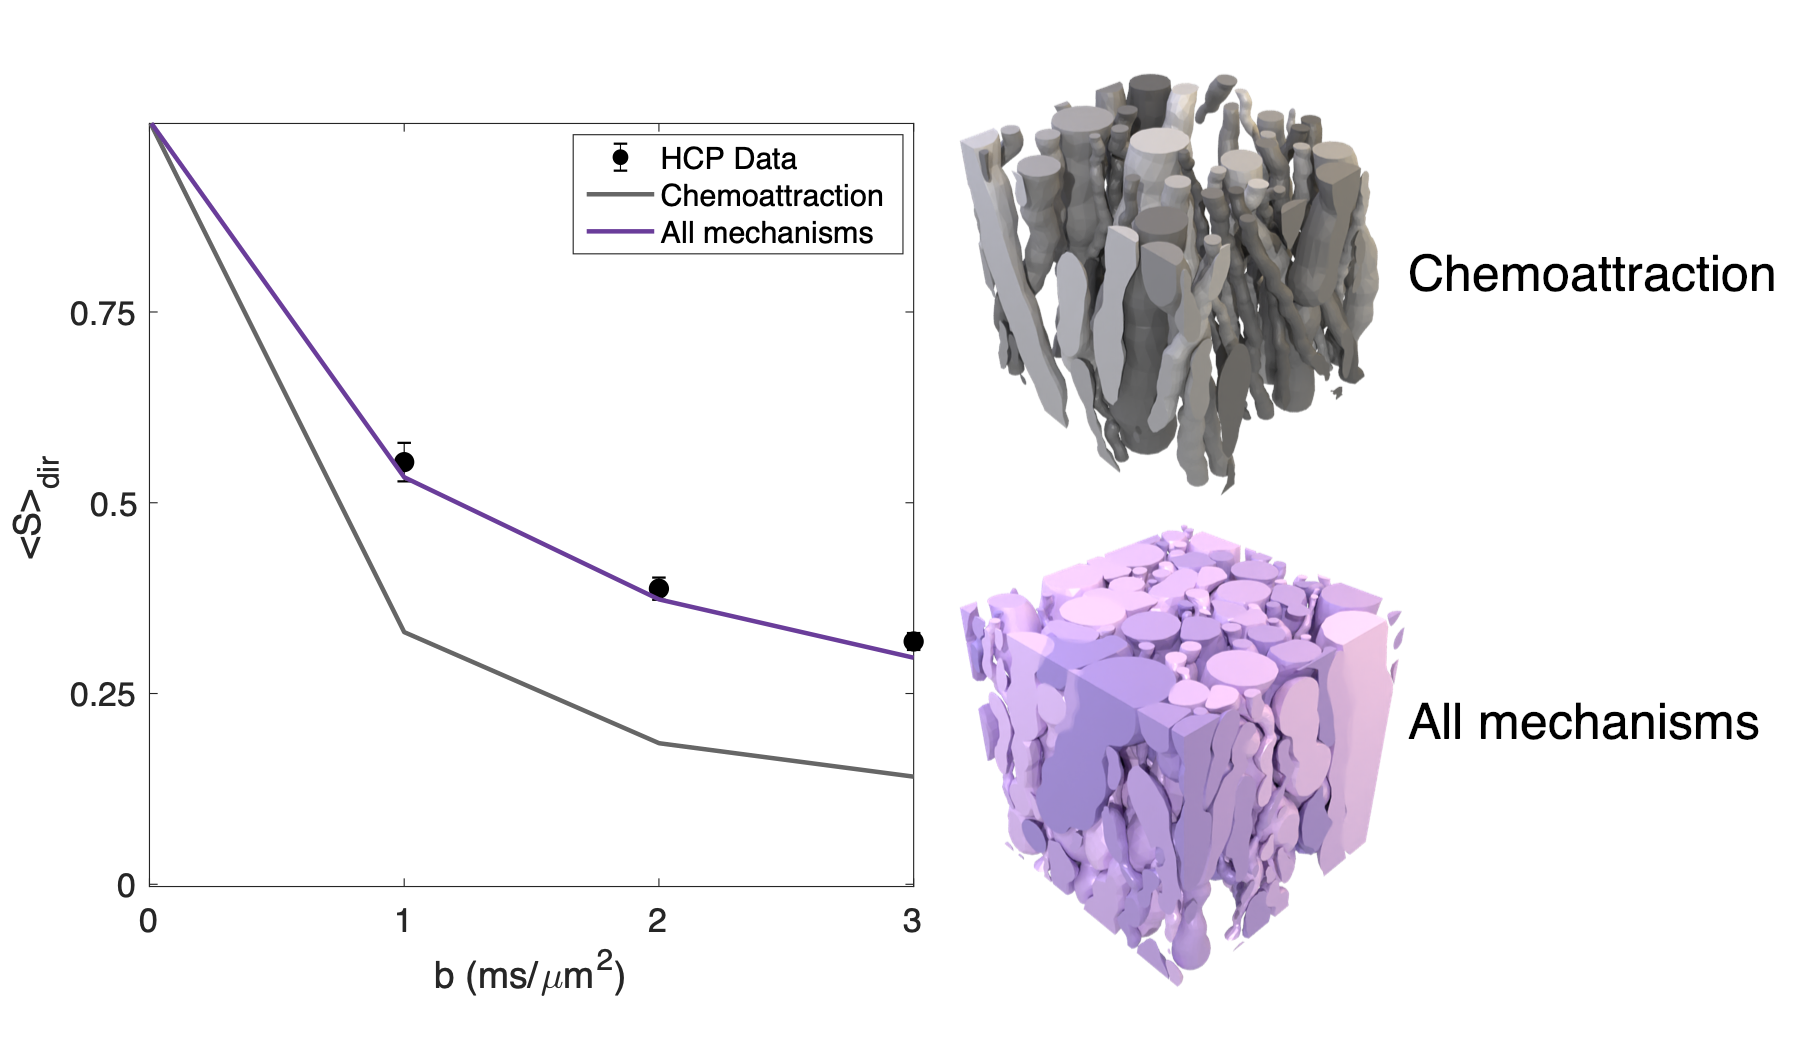 HCP Data
Chemoattraction
All mechanisms
0.75
0.5
0.25
0
0 1 2 3
<S>dir
b (ms/μm²)
Chemoattraction
All mechanisms